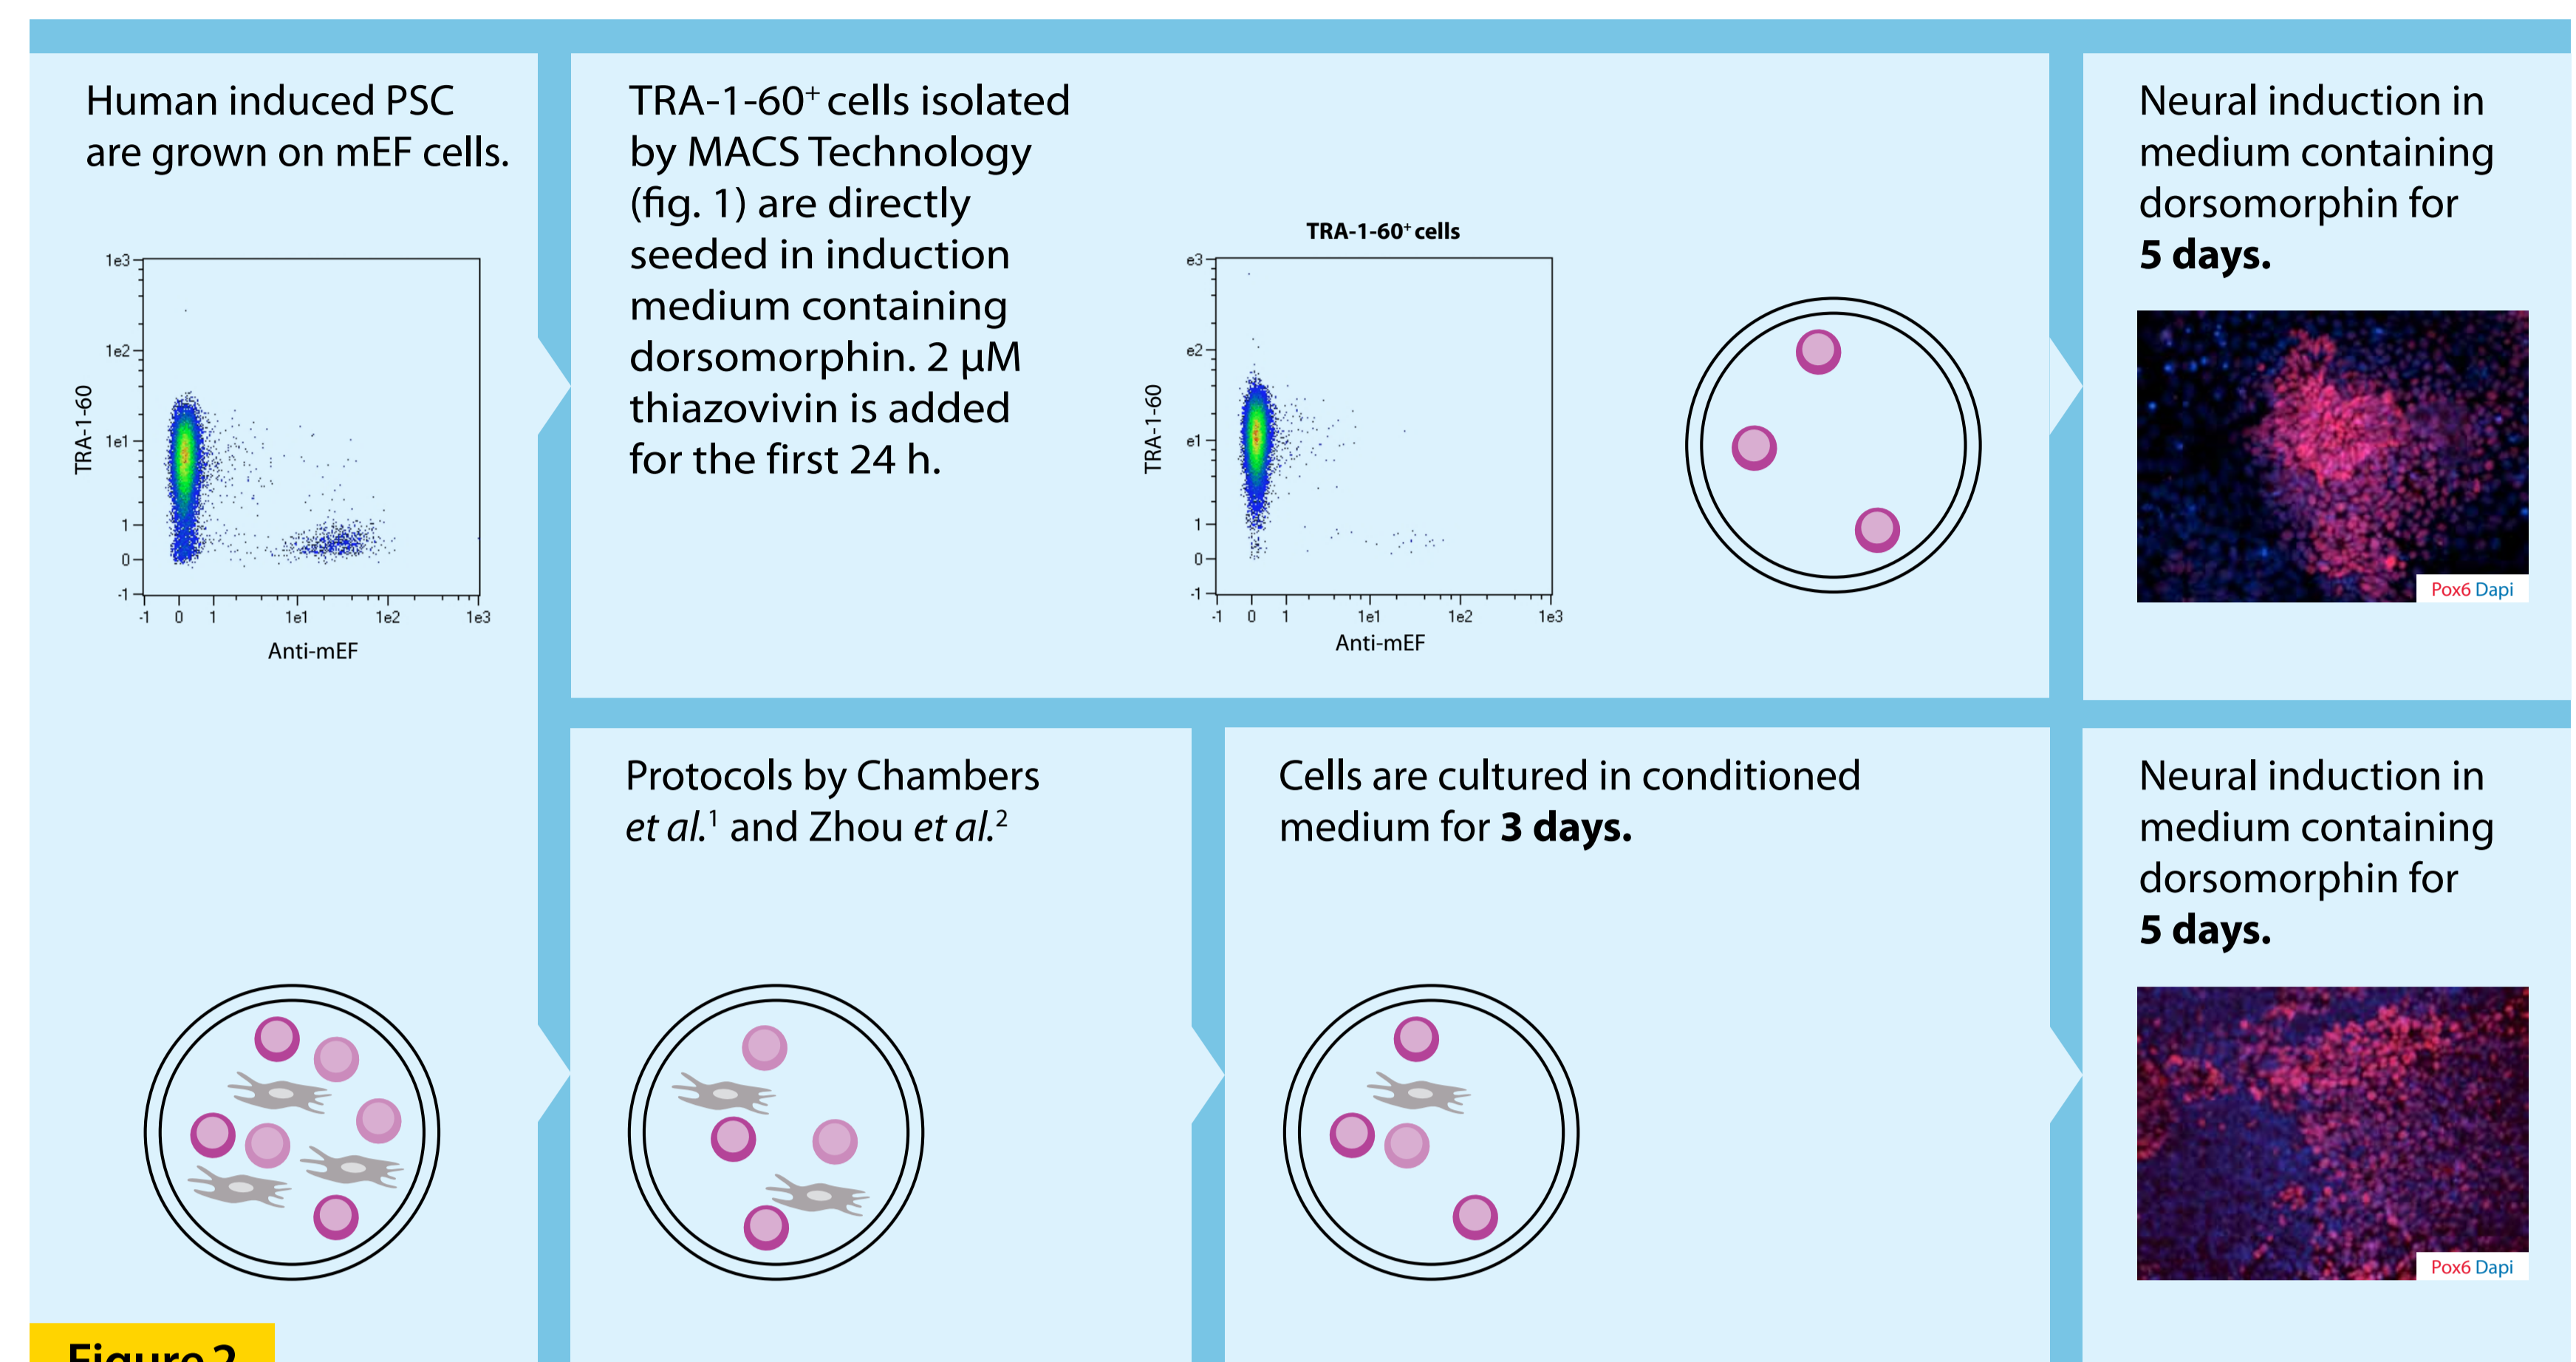 Human induced PSC
are grown on mEF cells.
1e3
1e2
1e1
1
0
-1
TRA-1-60
-1 0 1 1e1 1e2 1e3
Anti-mEF
TRA-1-60⁺ cells isolated
by MACS Technology
(fig. 1) are directly
seeded in induction
medium containing
dorsomorphin. 2 µM
thiazovivin is added
for the first 24 h.
TRA-1-60⁺ cells
e3
e2
e1
1
0
-1
TRA-1-60
-1 0 1 1e1 1e2 1e3
Anti-mEF
Neural induction in
medium containing
dorsomorphin for
5 days.
Pox6 Dapi
Protocols by Chambers
et al.¹ and Zhou et al.²
Cells are cultured in conditioned
medium for 3 days.
Neural induction in
medium containing
dorsomorphin for
5 days.
Pox6 Dapi
Figure 2